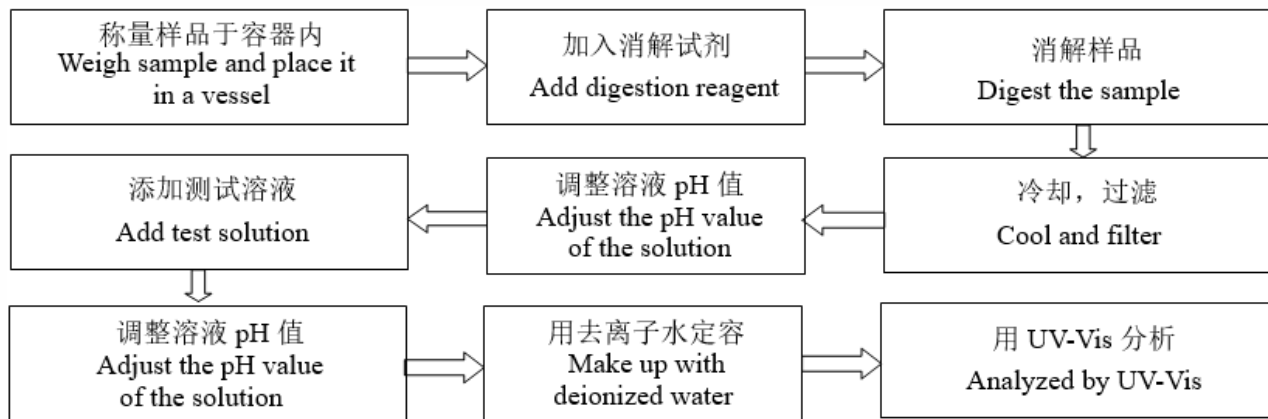 称量样品于容器内
Weigh sample and place it
in a vessel
加入消解试剂
Add digestion reagent
消解样品
Digest the sample
冷却，过滤
Cool and filter
调整溶液 pH 值
Adjust the pH value
of the solution
添加测试溶液
Add test solution
调整溶液 pH 值
Adjust the pH value
of the solution
用去离子水定容
Make up with
deionized water
用 UV-Vis 分析
Analyzed by UV-Vis